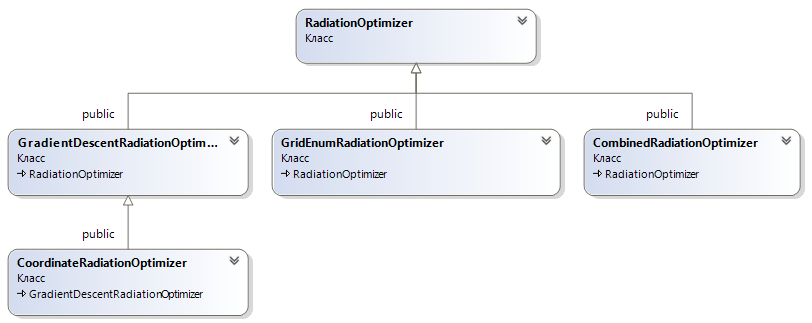 RadiationOptimizer
Класс
public
public
public
GradientDescentRadiationOptim...
Класс
RadiationOptimizer
GridEnumRadiationOptimizer
Класс
RadiationOptimizer
CombinedRadiationOptimizer
Класс
RadiationOptimizer
public
CoordinateRadiationOptimizer
Класс
GradientDescentRadiationOptimizer